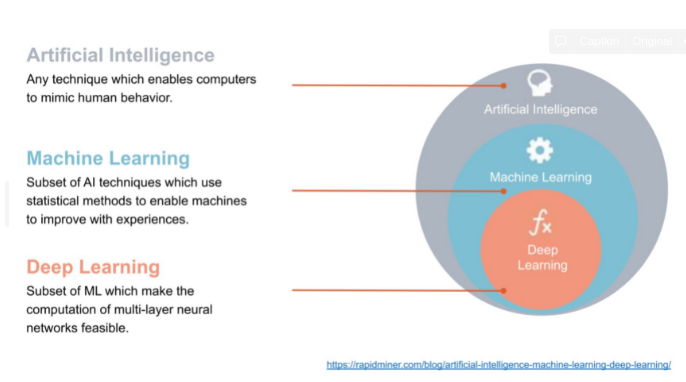 Caption Original
Artificial Intelligence
Any technique which enables computers
to mimic human behavior.
Machine Learning
Subset of AI techniques which use
statistical methods to enable machines
to improve with experiences.
Deep Learning
Subset of ML which make the
computation of multi-layer neural
networks feasible.
Artificial Intelligence
Machine Learning
fx
Deep
Learning
https://rapidminer.com/blog/artificial-intelligence-machine-learning-deep-learning/